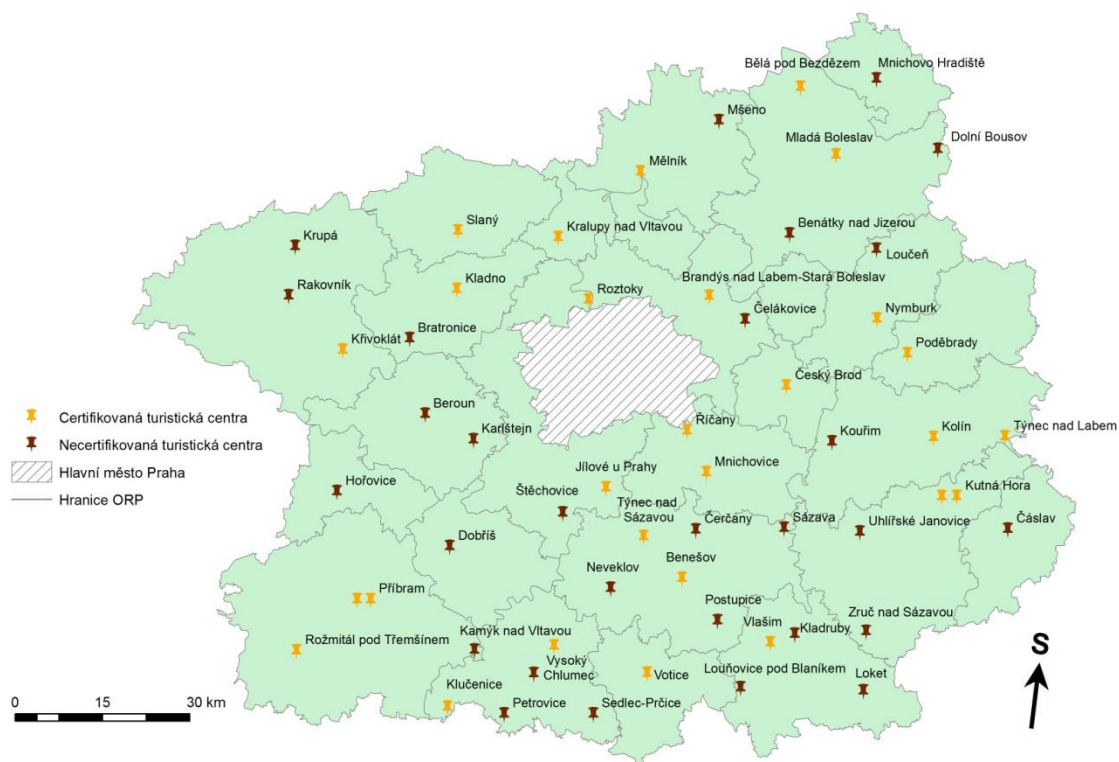 Bělá pod Bezdězem
Mnichovo Hradiště
Mšeno
Mladá Boleslav
Dolní Bousov
Mělník
Slaný
Kralupy nad Vltavou
Benátky nad Jizerou
Krupá
Loučeň
Rakovník
Kladno
Roztoky
Brandýs nad Labem-Stará Boleslav
Čelákovice
Nymburk
Bratronice
Křivoklát
Poděbrady
Český Brod
Beroun
Certifikovaná turistická centra
Karlštejn
Říčany
Kouřim
Kolín
Týnec nad Labem
Necertifikovaná turistická centra
Hlavní město Praha
Hranice ORP
Mnichovice
Jílové u Prahy
Hořovice
Štěchovice
Týnec nad
Sázavou
Čerčany
Sázava
Kutná Hora
Uhlířské Janovice
Čáslav
Dobříš
Benešov
Neveklov
Příbram
Postupice
Zruč nad Sázavou
Vlašim
Kladruby
Rožmitál pod Třemšínem
Kamýk nad Vltavou
Vysoký
Chlumec
Votice
Louňovice pod Blaníkem
Loket
Klučenice
Petrovice
Sedlec-Prčice
S
0 15 30 km